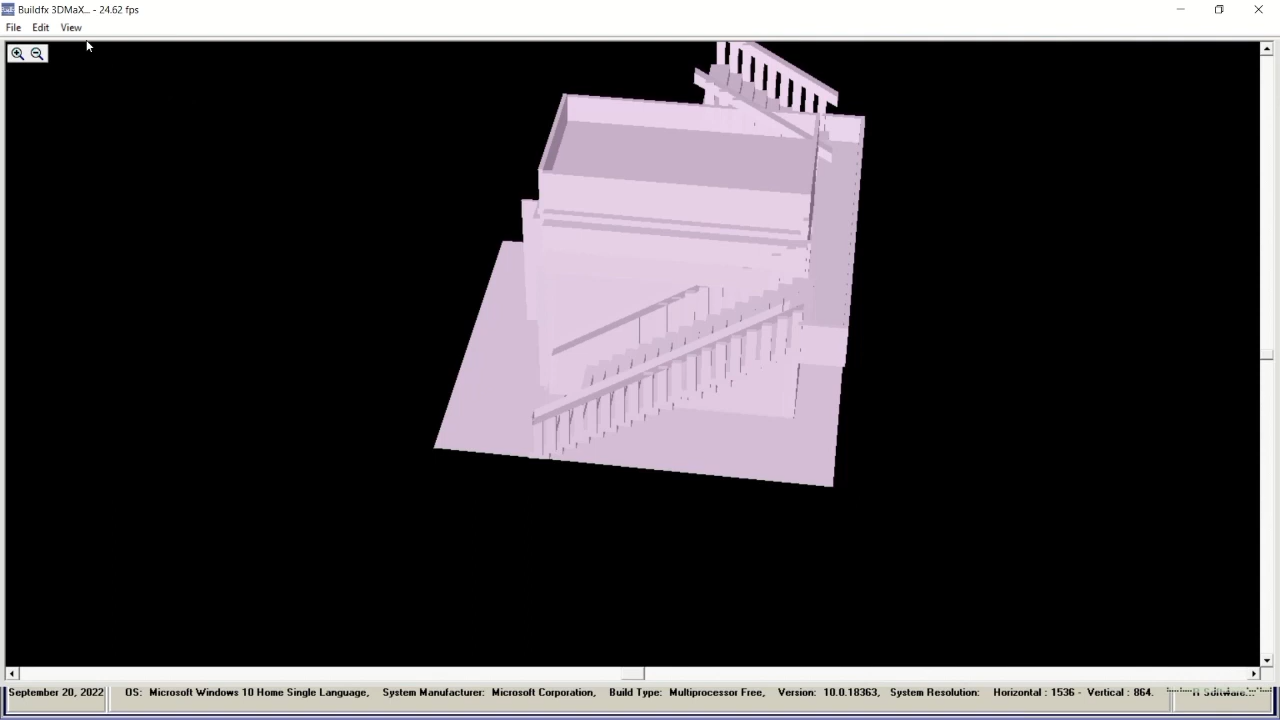 Buildfx 3DMaX... - 24.62 fps
File Edit View
September 20, 2022 OS: Microsoft Windows 10 Home Single Language, System Manufacturer: Microsoft Corporation, Build Type: Multiprocessor Free, Version: 10.0.18363, System Resolution: Horizontal : 1536 - Vertical : 864.